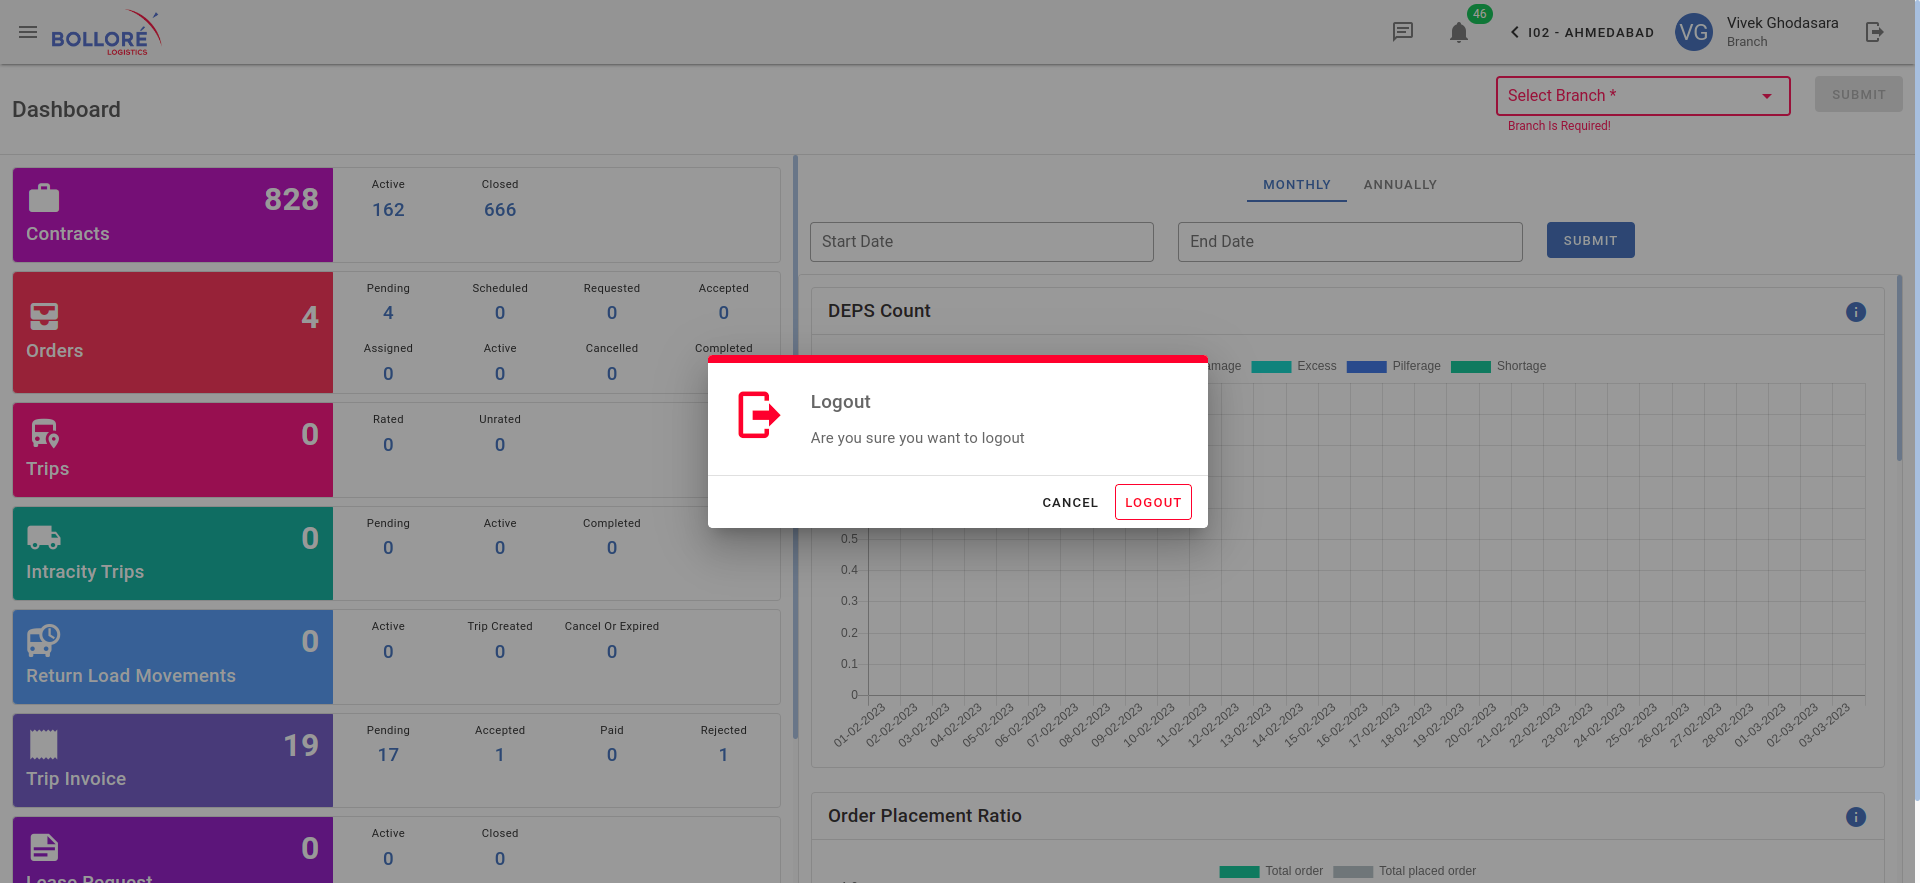 BOLLORÉ
LOGISTICS
46
I02 - AHMEDABAD
VG
Vivek Ghodasara
Branch
Dashboard
Select Branch *
SUBMIT
Branch Is Required!
828
Contracts
Active
Closed
162
666
4
Orders
Pending
Scheduled
Requested
Accepted
4
0
0
0
Assigned
Active
Cancelled
Completed
0
0
0
0
Trips
Rated
Unrated
0
0
0
Intracity Trips
Pending
Active
Completed
0
0
0
0
Return Load Movements
Active
Trip Created
Cancel Or Expired
0
0
0
19
Trip Invoice
Pending
Accepted
Paid
Rejected
17
1
0
1
0
Lease Request
Active
Closed
0
0
MONTHLY
ANNUALLY
Start Date
End Date
SUBMIT
DEPS Count
Excess
Pilferage
Shortage
Logout
Are you sure you want to logout
CANCEL
LOGOUT
0.5
0.4
0.3
0.2
0.1
0
01-02-2023
02-02-2023
03-02-2023
04-02-2023
05-02-2023
06-02-2023
07-02-2023
08-02-2023
09-02-2023
10-02-2023
11-02-2023
12-02-2023
13-02-2023
14-02-2023
15-02-2023
16-02-2023
17-02-2023
18-02-2023
19-02-2023
20-02-2023
21-02-2023
22-02-2023
23-02-2023
24-02-2023
25-02-2023
26-02-2023
27-02-2023
28-02-2023
01-03-2023
02-03-2023
03-03-2023
Order Placement Ratio
Total order
Total placed order